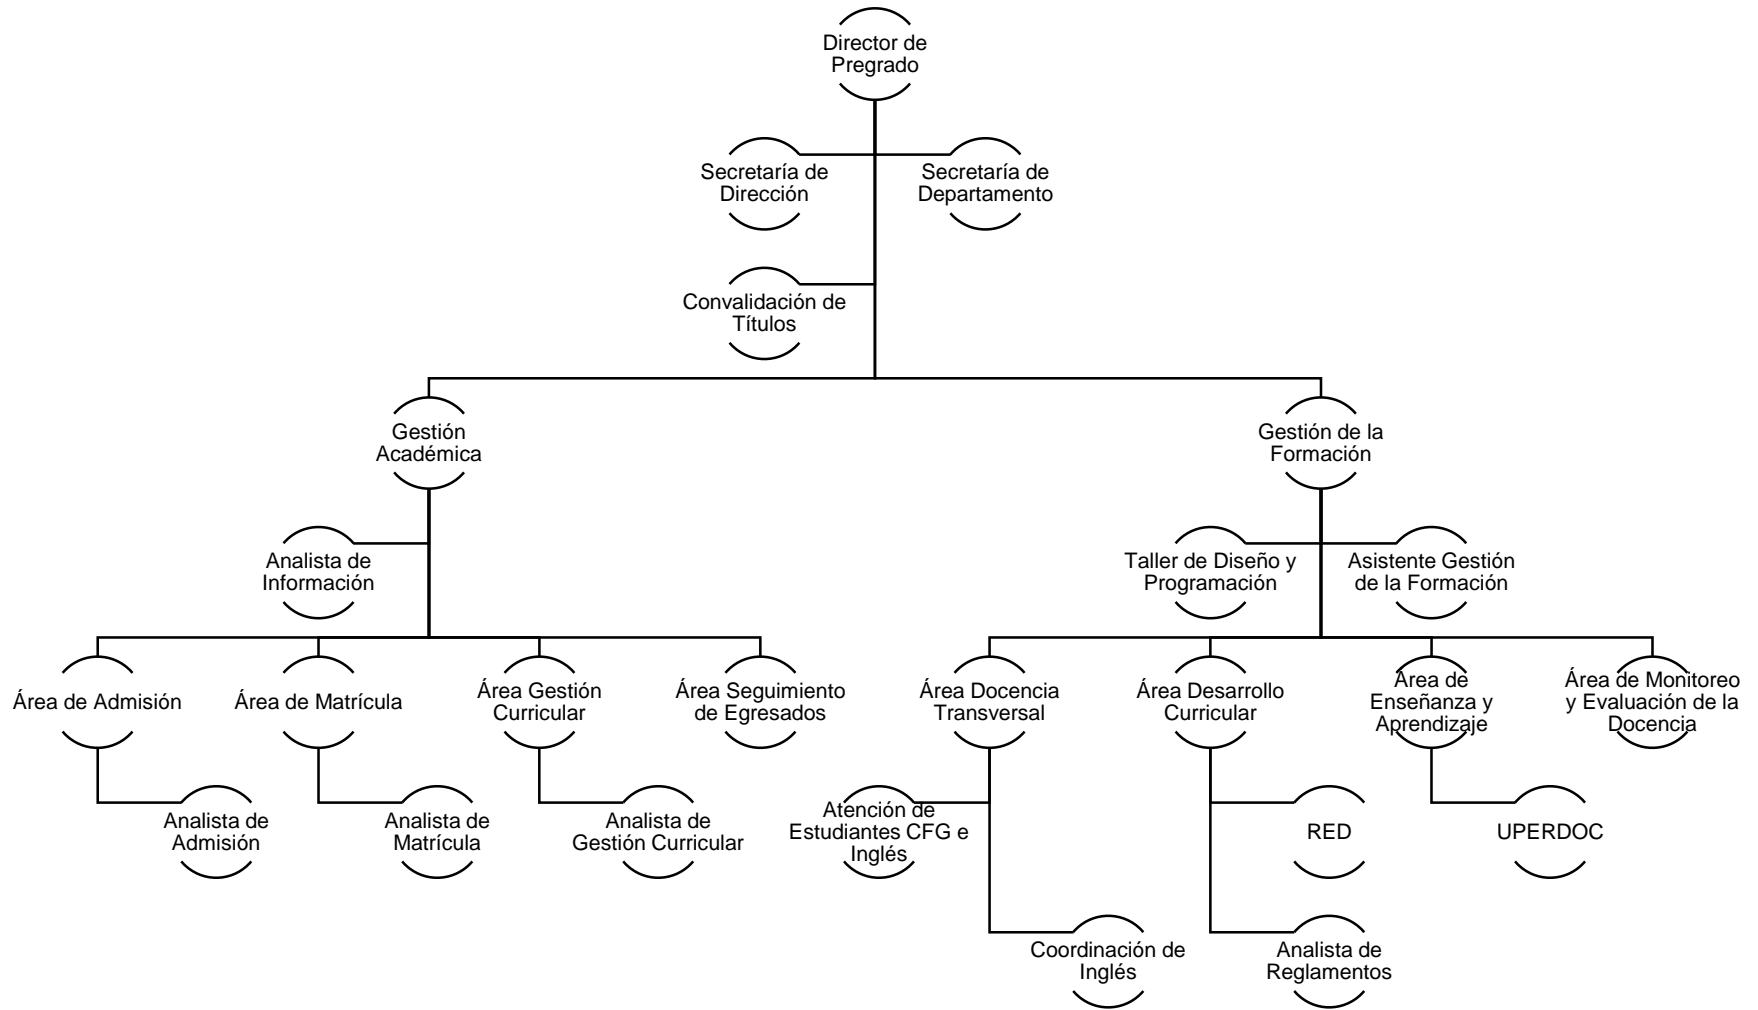 Director de
Pregrado
Secretaría de
Dirección
Secretaría de
Departamento
Convalidación de
Títulos
Gestión
Académica
Gestión de la
Formación
Analista de
Información
Taller de Diseño y
Programación
Asistente Gestión
de la Formación
Área de Admisión
Área de Matrícula
Área Gestión
Curricular
Área Seguimiento
de Egresados
Área Docencia
Transversal
Área Desarrollo
Curricular
Área de
Enseñanza y
Aprendizaje
Área de Monitoreo
y Evaluación de la
Docencia
Analista de
Admisión
Analista de
Matrícula
Analista de
Gestión Curricular
Atención de
Estudiantes CFG e
Inglés
RED
UPERDOC
Coordinación de
Inglés
Analista de
Reglamentos